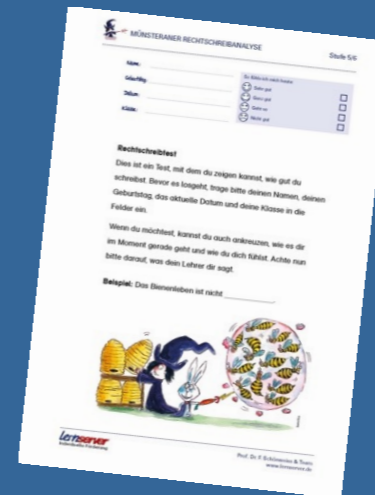 MÜNSTERANER RECHTSCHREIBANALYSE
Stufe 5/6
Name:
Geburtstag:
Datum:
Klasse:
So fühle ich mich heute:
Sehr gut
Ganz gut
Geht so
Nicht gut
Rechtschreibtest
Dies ist ein Test, mit dem du zeigen kannst, wie gut du
schreibst. Bevor es losgeht, trage bitte deinen Namen, deinen
Geburtstag, das aktuelle Datum und deine Klasse in die
Felder ein.
Wenn du möchtest, kannst du auch ankreuzen, wie es dir
im Moment gerade geht und wie du dich fühlst. Achte nun
bitte darauf, was dein Lehrer dir sagt.
Beispiel: Das Bienenleben ist nicht ____________.
Lernserver
Individuelle Förderung
Prof. Dr. F. Schönweiss & Team
www.lernserver.de